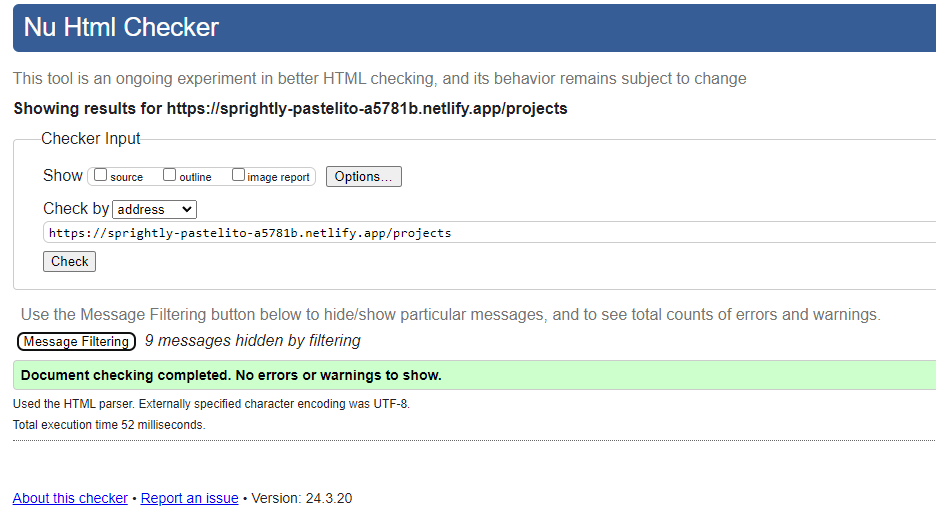 Nu Html Checker
This tool is an ongoing experiment in better HTML checking, and its behavior remains subject to change
Showing results for https://sprightly-pastelito-a5781b.netlify.app/projects
Checker Input
Show source outline image report Options...
Check by address
https://sprightly-pastelito-a5781b.netlify.app/projects
Check
Use the Message Filtering button below to hide/show particular messages, and to see total counts of errors and warnings.
Message Filtering 9 messages hidden by filtering
Document checking completed. No errors or warnings to show.
Used the HTML parser. Externally specified character encoding was UTF-8.
Total execution time 52 milliseconds.
About this checker • Report an issue • Version: 24.3.20